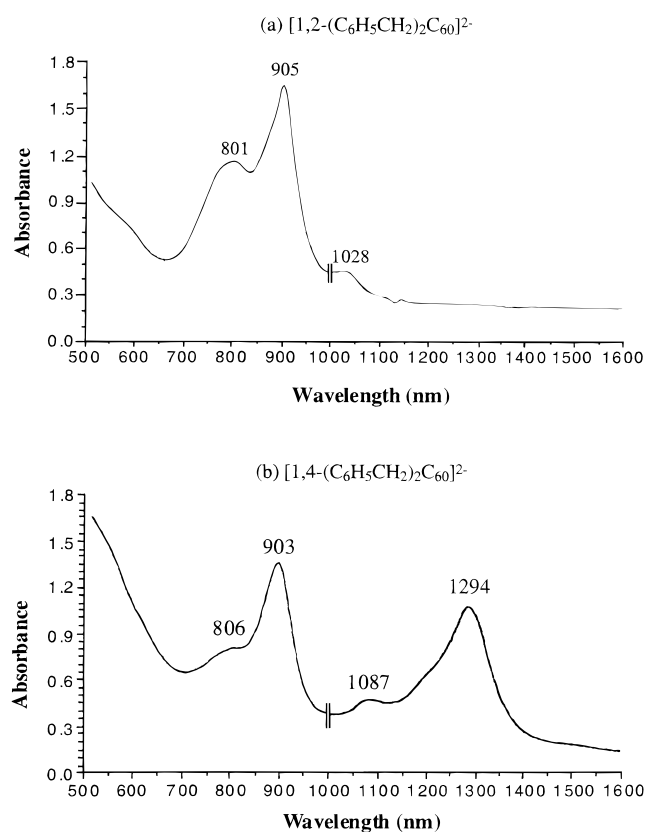 (a) [1,2-(C₆H₅CH₂)₂C₆₀]²⁻
1.8
905
1.5
801
1.2
Absorbance
0.9
0.6
1028
0.3
0.0
500 600 700 800 900 1000 1100 1200 1300 1400 1500 1600
Wavelength (nm)
(b) [1,4-(C₆H₅CH₂)₂C₆₀]²⁻
1.8
1.5
903
1294
1.2
806
0.9
Absorbance
1087
0.6
0.3
0.0
500 600 700 800 900 1000 1100 1200 1300 1400 1500 1600
Wavelength (nm)